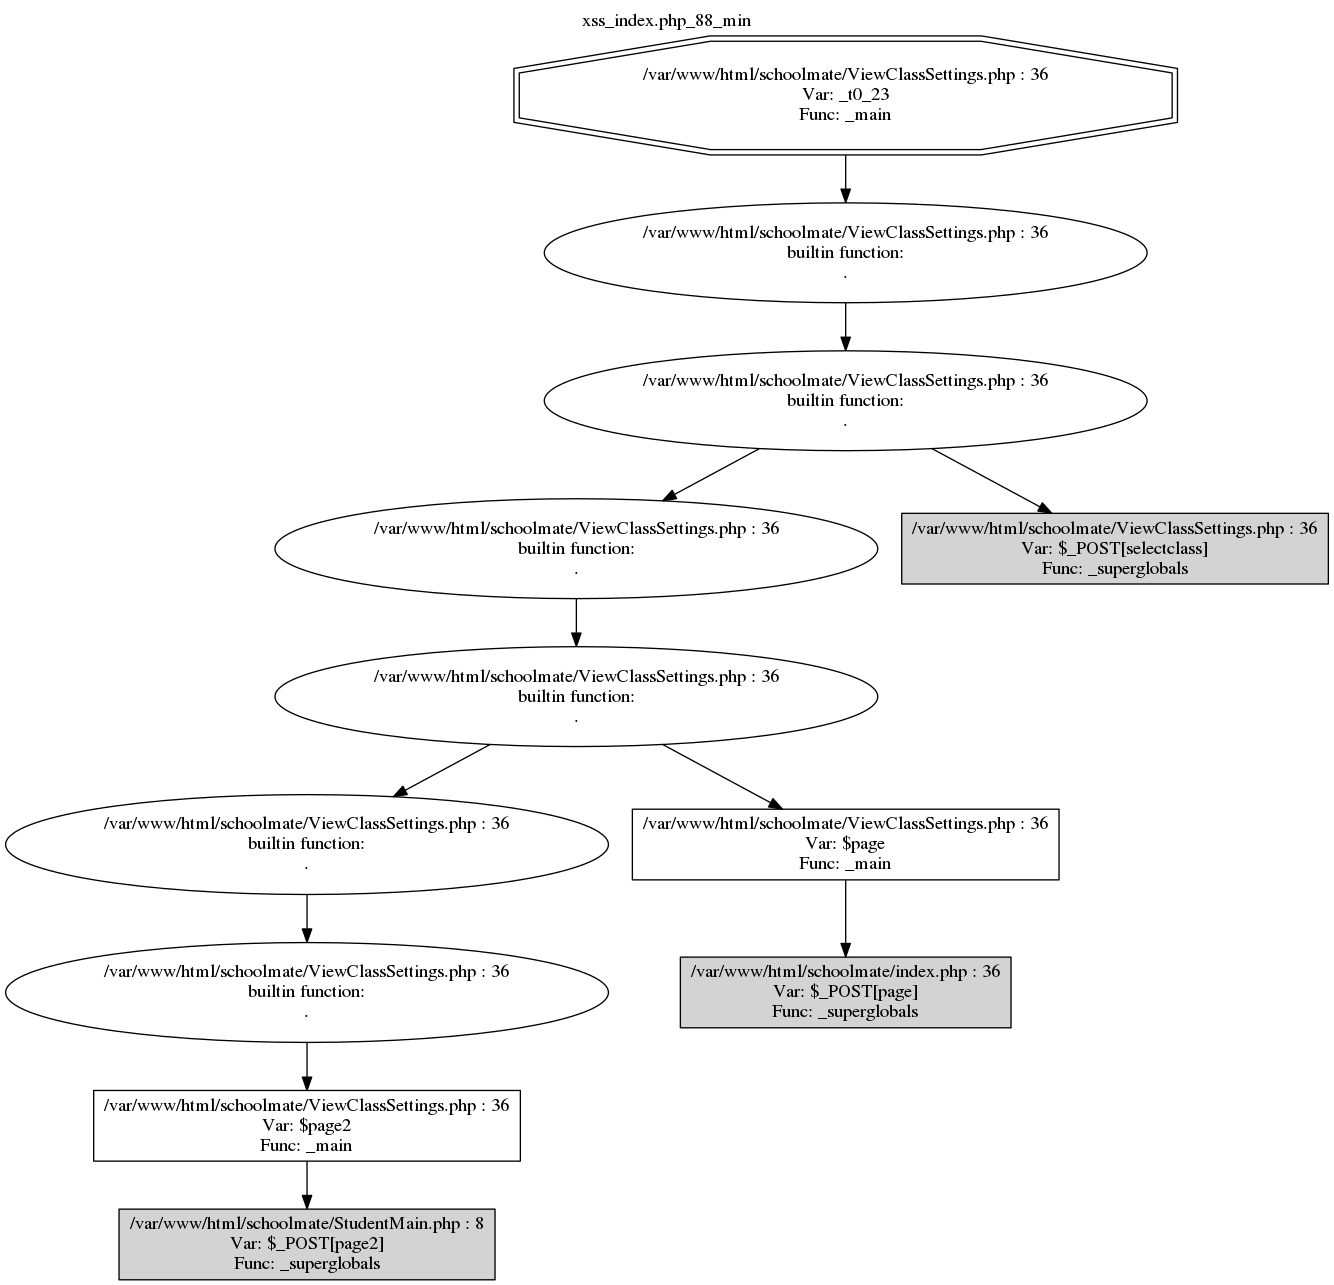 xss_index.php_88_min
/var/www/html/schoolmate/ViewClassSettings.php : 36
Var: _t0_23
Func: _main
/var/www/html/schoolmate/ViewClassSettings.php : 36
builtin function:
.
/var/www/html/schoolmate/ViewClassSettings.php : 36
builtin function:
.
/var/www/html/schoolmate/ViewClassSettings.php : 36
builtin function:
.
/var/www/html/schoolmate/ViewClassSettings.php : 36
Var: $_POST[selectclass]
Func: _superglobals
/var/www/html/schoolmate/ViewClassSettings.php : 36
builtin function:
.
/var/www/html/schoolmate/ViewClassSettings.php : 36
builtin function:
.
/var/www/html/schoolmate/ViewClassSettings.php : 36
Var: $page
Func: _main
/var/www/html/schoolmate/ViewClassSettings.php : 36
builtin function:
.
/var/www/html/schoolmate/index.php : 36
Var: $_POST[page]
Func: _superglobals
/var/www/html/schoolmate/ViewClassSettings.php : 36
Var: $page2
Func: _main
/var/www/html/schoolmate/StudentMain.php : 8
Var: $_POST[page2]
Func: _superglobals